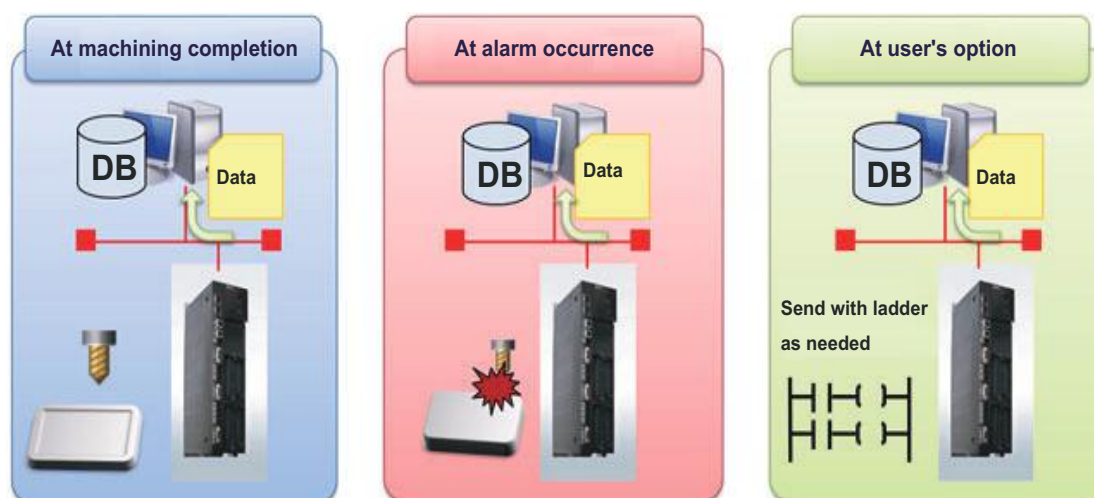 At machining completion
DB
Data
At alarm occurrence
DB
Data
At user's option
DB
Data
Send with ladder
as needed